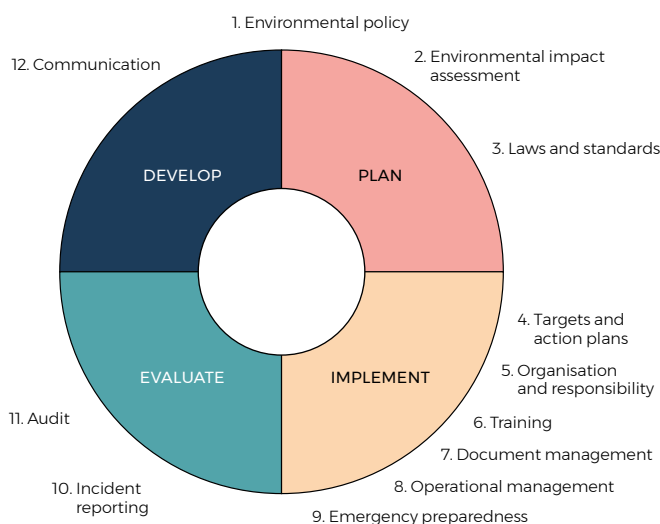 1. Environmental policy
2. Environmental impact
assessment
3. Laws and standards
4. Targets and
action plans
5. Organisation
and responsibility
6. Training
7. Document management
8. Operational management
9. Emergency preparedness
10. Incident
reporting
11. Audit
12. Communication
DEVELOP
PLAN
EVALUATE
IMPLEMENT